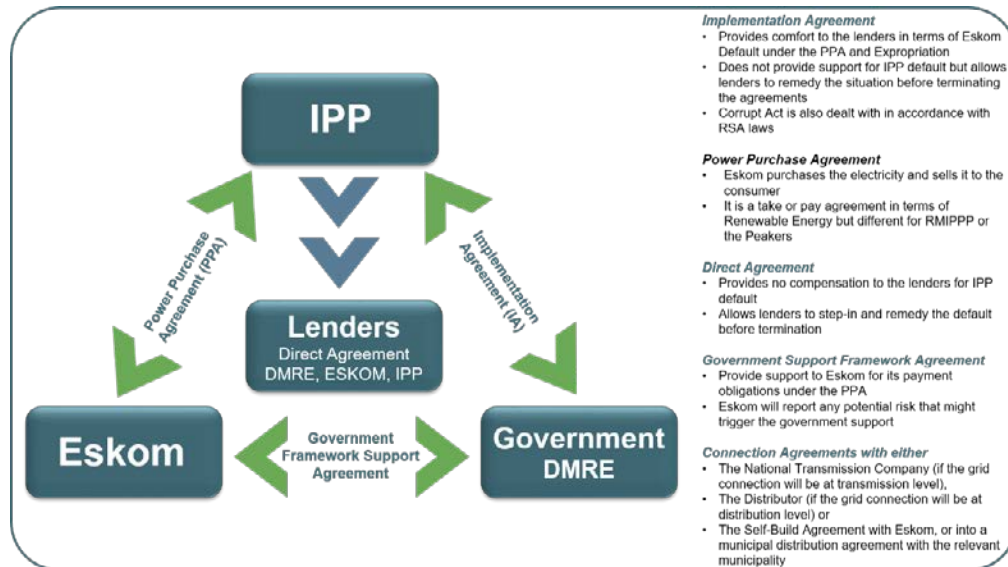 IPP
Power Purchase
Agreement (PPA)
Implementation
Agreement (IA)
Lenders
Direct Agreement
DMRE, ESKOM, IPP
Eskom
Government
Framework Support
Agreement
Government
DMRE
Implementation Agreement
• Provides comfort to the lenders in terms of Eskom
Default under the PPA and Expropriation
• Does not provide support for IPP default but allows
lenders to remedy the situation before terminating
the agreements
• Corrupt Act is also dealt with in accordance with
RSA laws
Power Purchase Agreement
• Eskom purchases the electricity and sells it to the
consumer
• It is a take or pay agreement in terms of
Renewable Energy but different for RMIPPP or
the Peakers
Direct Agreement
• Provides no compensation to the lenders for IPP
default
• Allows lenders to step-in and remedy the default
before termination
Government Support Framework Agreement
• Provide support to Eskom for its payment
obligations under the PPA
• Eskom will report any potential risk that might
trigger the government support
Connection Agreements with either
• The National Transmission Company (if the grid
connection will be at transmission level),
• The Distributor (if the grid connection will be at
distribution level) or
• The Self-Build Agreement with Eskom, or into a
municipal distribution agreement with the relevant
municipality